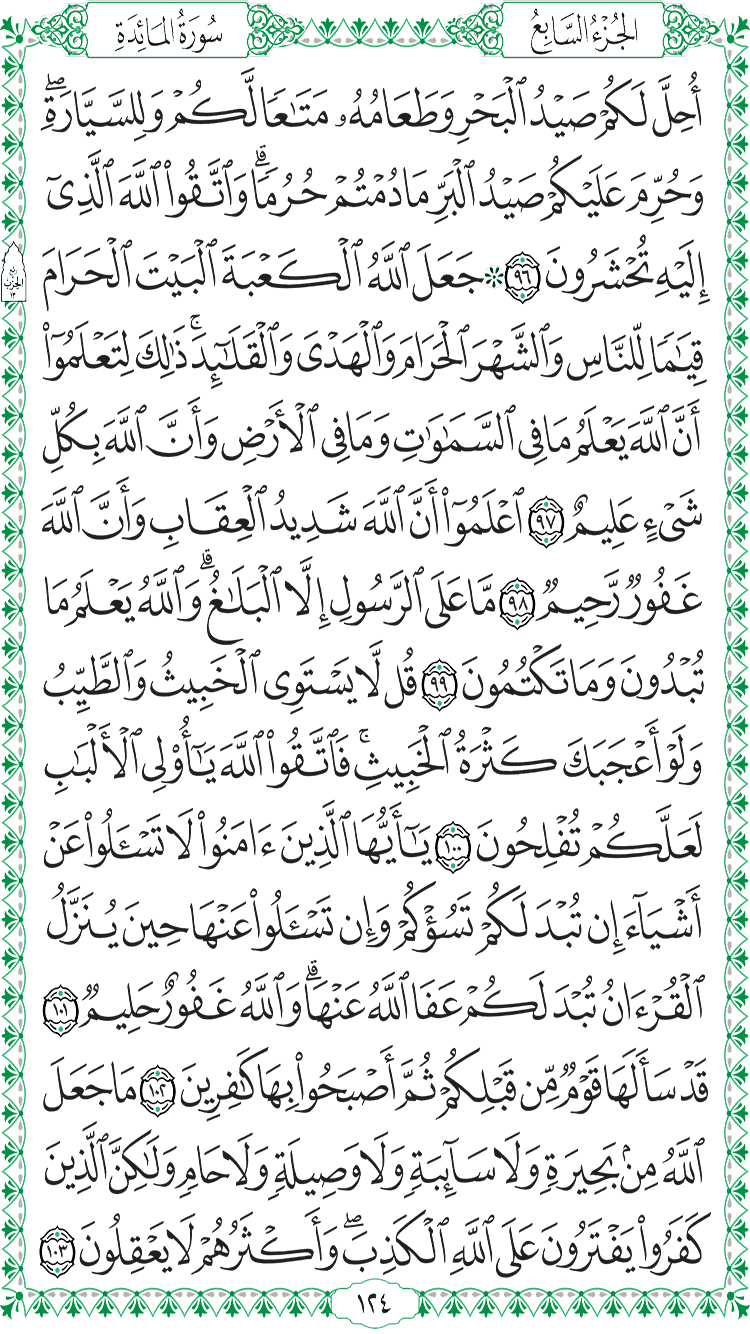 سُورَةُ المَائِدَةِ
الجُزْءُ السَّابِعُ
أُحِلَّ لَكُمْ صَيْدُ ٱلْبَحْرِ وَطَعَامُهُۥ مَتَٰعًا لَّكُمْ وَلِلسَّيَّارَةِۖ
وَحُرِّمَ عَلَيْكُمْ صَيْدُ ٱلْبَرِّ مَا دُمْتُمْ حُرُمًاۗ وَٱتَّقُوا۟ ٱللَّهَ ٱلَّذِىٓ
إِلَيْهِ تُحْشَرُونَ ٩٦ ۞ جَعَلَ ٱللَّهُ ٱلْكَعْبَةَ ٱلْبَيْتَ ٱلْحَرَامَ
قِيَٰمًا لِّلنَّاسِ وَٱلشَّهْرَ ٱلْحَرَامَ وَٱلْهَدْىَ وَٱلْقَلَٰٓئِدَۚ ذَٰلِكَ لِتَعْلَمُوٓا۟
أَنَّ ٱللَّهَ يَعْلَمُ مَا فِى ٱلسَّمَٰوَٰتِ وَمَا فِى ٱلْأَرْضِ وَأَنَّ ٱللَّهَ بِكُلِّ
شَىْءٍ عَلِيمٌ ٩٧ ٱعْلَمُوٓا۟ أَنَّ ٱللَّهَ شَدِيدُ ٱلْعِقَابِ وَأَنَّ ٱللَّهَ
غَفُورٌ رَّحِيمٌ ٩٨ مَّا عَلَى ٱلرَّسُولِ إِلَّا ٱلْبَلَٰغُۗ وَٱللَّهُ يَعْلَمُ مَا
تُبْدُونَ وَمَا تَكْتُمُونَ ٩٩ قُل لَّا يَسْتَوِى ٱلْخَبِيثُ وَٱلطَّيِّبُ
وَلَوْ أَعْجَبَكَ كَثْرَةُ ٱلْخَبِيثِۚ فَٱتَّقُوا۟ ٱللَّهَ يَٰٓأُو۟لِى ٱلْأَلْبَٰبِ
لَعَلَّكُمْ تُفْلِحُونَ ١٠٠ يَٰٓأَيُّهَا ٱلَّذِينَ ءَامَنُوا۟ لَا تَسْـَٔلُوا۟ عَنْ
أَشْيَآءَ إِن تُبْدَ لَكُمْ تَسُؤْكُمْ وَإِن تَسْـَٔلُوا۟ عَنْهَا حِينَ يُنَزَّلُ
ٱلْقُرْءَانُ تُبْدَ لَكُمْ عَفَا ٱللَّهُ عَنْهَاۗ وَٱللَّهُ غَفُورٌ حَلِيمٌ ١٠١
قَدْ سَأَلَهَا قَوْمٌ مِّن قَبْلِكُمْ ثُمَّ أَصْبَحُوا۟ بِهَا كَٰفِرِينَ ١٠٢ مَا جَعَلَ
ٱللَّهُ مِنۢ بَحِيرَةٍ وَلَا سَآئِبَةٍ وَلَا وَصِيلَةٍ وَلَا حَامٍ وَلَٰكِنَّ ٱلَّذِينَ
كَفَرُوا۟ يَفْتَرُونَ عَلَى ٱللَّهِ ٱلْكَذِبَۖ وَأَكْثَرُهُمْ لَا يَعْقِلُونَ ١٠٣
ربع
الحزب
١٣
١٢٤